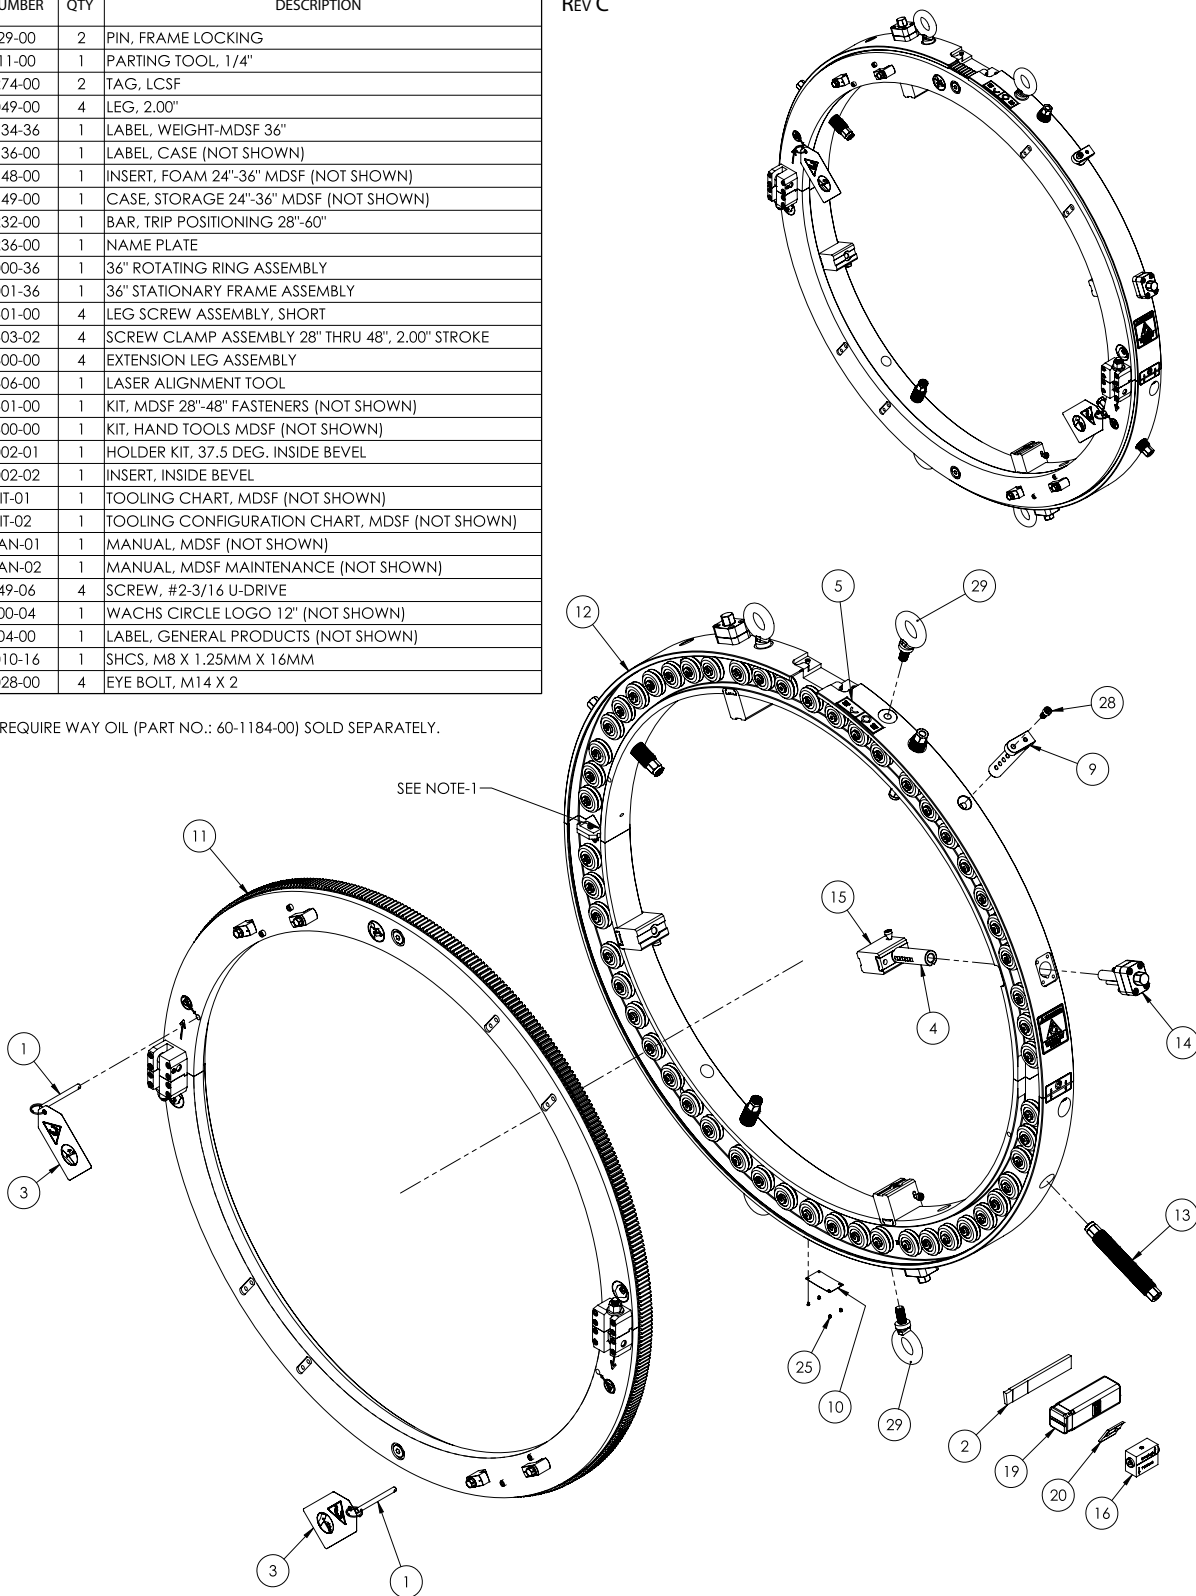 UMBER QTY DESCRIPTION
REV C
29-00 2 PIN, FRAME LOCKING
11-00 1 PARTING TOOL, 1/4"
274-00 2 TAG, LCSF
049-00 4 LEG, 2.00"
34-36 1 LABEL, WEIGHT-MDSF 36"
36-00 1 LABEL, CASE (NOT SHOWN)
48-00 1 INSERT, FOAM 24"-36" MDSF (NOT SHOWN)
49-00 1 CASE, STORAGE 24"-36" MDSF (NOT SHOWN)
232-00 1 BAR, TRIP POSITIONING 28"-60"
236-00 1 NAME PLATE
00-36 1 36" ROTATING RING ASSEMBLY
01-36 1 36" STATIONARY FRAME ASSEMBLY
01-00 4 LEG SCREW ASSEMBLY, SHORT
03-02 4 SCREW CLAMP ASSEMBLY 28" THRU 48", 2.00" STROKE
00-00 4 EXTENSION LEG ASSEMBLY
06-00 1 LASER ALIGNMENT TOOL
01-00 1 KIT, MDSF 28"-48" FASTENERS (NOT SHOWN)
00-00 1 KIT, HAND TOOLS MDSF (NOT SHOWN)
02-01 1 HOLDER KIT, 37.5 DEG. INSIDE BEVEL
02-02 1 INSERT, INSIDE BEVEL
IT-01 1 TOOLING CHART, MDSF (NOT SHOWN)
IT-02 1 TOOLING CONFIGURATION CHART, MDSF (NOT SHOWN)
AN-01 1 MANUAL, MDSF (NOT SHOWN)
AN-02 1 MANUAL, MDSF MAINTENANCE (NOT SHOWN)
49-06 4 SCREW, #2-3/16 U-DRIVE
00-04 1 WACHS CIRCLE LOGO 12" (NOT SHOWN)
04-00 1 LABEL, GENERAL PRODUCTS (NOT SHOWN)
010-16 1 SHCS, M8 X 1.25MM X 16MM
028-00 4 EYE BOLT, M14 X 2
REQUIRE WAY OIL (PART NO.: 60-1184-00) SOLD SEPARATELY.
12
5
29
28
9
SEE NOTE-1
11
15
4
14
1
3
13
25
10
29
2
19
20
16
3
1